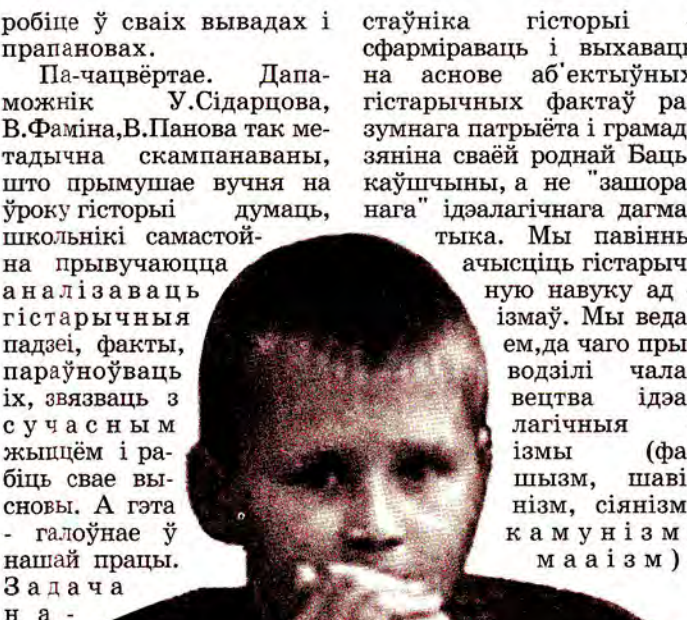 робіце ў сваіх вывадах і
прапановах.
Па-чацвёртае. Дапа-
можнік У.Сідарцова,
В.Фаміна,В.Панова так ме-
тадычна скампанаваны,
што прымушае вучня на
ўроку гісторыі думаць,
школьнікі самастой-
на прывучаюцца
аналізаваць
гістарычныя
падзеі, факты,
параўноўваць
іх, звязваць з
сучасным
жыццём і ра-
біць свае вы-
сновы. А гэта
- галоўнае ў
нашай працы.
Задача
на-
стаўніка гісторыі
сфарміраваць і выхаваць
на аснове аб'ектыўных
гістарычных фактаў ра
зумнага патрыёта і грамад
зяніна сваёй роднай Баць
каўшчыны, а не "зашора
нага" ідэалагічнага дагма
тыка. Мы павінны
ачысціць гістарыч
ную навуку ад
ізмаў. Мы веда
ем,да чаго пры
водзілі чала
вецтва ідэа
лагічныя
ізмы (фа
шызм, шаві
нізм, сіянізм
камунізм
мааізм)